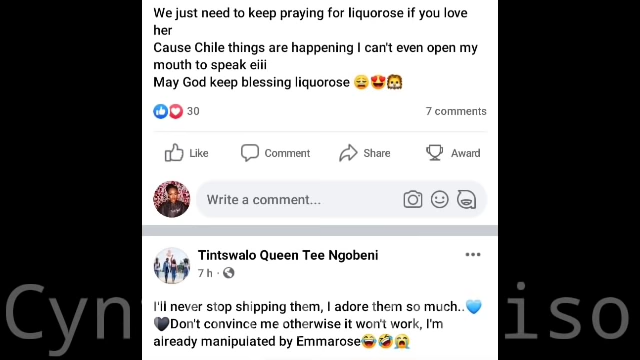 We just need to keep praying for liquorose if you love
her
Cause Chile things are happening I can't even open my
mouth to speak eiii
May God keep blessing liquorose 😩😍🦁
30
7 comments
Like
Comment
Share
Award
Write a comment...
Tintswalo Queen Tee Ngobeni
7 h ·
I'll never stop shipping them, I adore them so much..🩵
🖤Don't convince me otherwise it won't work, I'm
already manipulated by Emmarose😂🤣😭